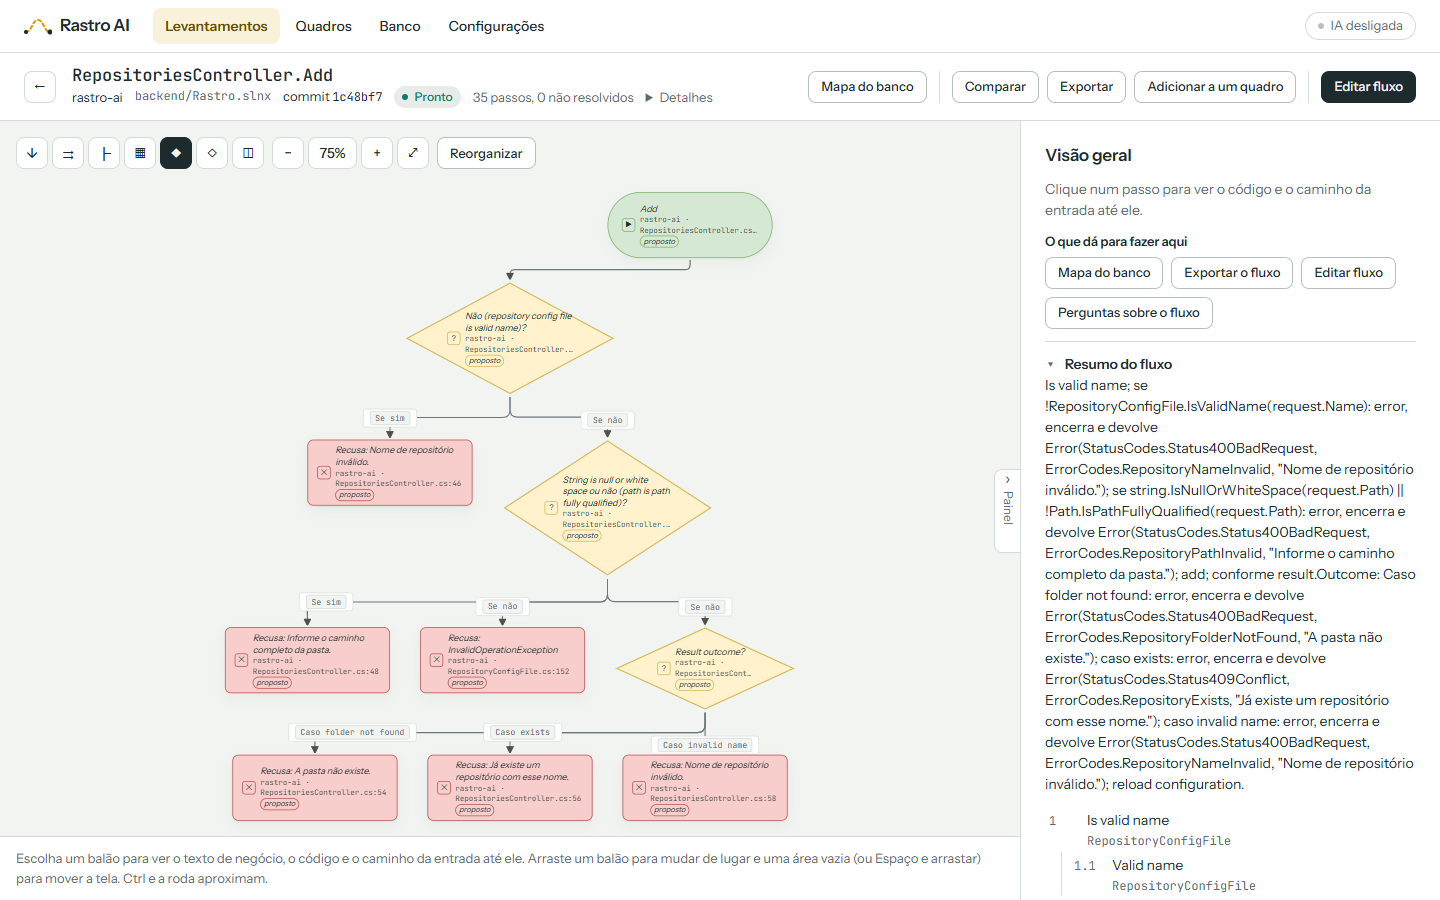 Rastro AI
Levantamentos
Quadros
Banco
Configurações
IA desligada
←
RepositoriesController.Add
rastro-ai backend/Rastro.slnx commit 1c48bf7 Pronto 35 passos, 0 não resolvidos Detalhes
Mapa do banco
Comparar
Exportar
Adicionar a um quadro
Editar fluxo
− 75% +
Reorganizar
Add
rastro-ai ·
RepositoriesController.cs…
proposto
Não (repository config file
is valid name)?
rastro-ai ·
RepositoriesController.…
proposto
Se sim
Se não
Recusa: Nome de repositório
inválido.
rastro-ai ·
RepositoriesController.cs:46
proposto
String is null or white
space ou não (path is path
fully qualified)?
rastro-ai ·
RepositoriesController.…
proposto
Se sim
Se não
Se não
Recusa: Informe o caminho
completo da pasta.
rastro-ai ·
RepositoriesController.cs:48
proposto
Recusa:
InvalidOperationException
rastro-ai ·
RepositoryConfigFile.cs:152
proposto
Result outcome?
rastro-ai ·
RepositoriesCont…
proposto
Caso folder not found
Caso exists
Caso invalid name
Recusa: A pasta não existe.
rastro-ai ·
RepositoriesController.cs:54
proposto
Recusa: Já existe um
repositório com esse nome.
rastro-ai ·
RepositoriesController.cs:56
proposto
Recusa: Nome de repositório
inválido.
rastro-ai ·
RepositoriesController.cs:58
proposto
Escolha um balão para ver o texto de negócio, o código e o caminho da entrada até ele. Arraste um balão para mudar de lugar e uma área vazia (ou Espaço e arrastar)
para mover a tela. Ctrl e a roda aproximam.
Painel
Visão geral
Clique num passo para ver o código e o caminho da
entrada até ele.
O que dá para fazer aqui
Mapa do banco
Exportar o fluxo
Editar fluxo
Perguntas sobre o fluxo
Resumo do fluxo
Is valid name; se
!RepositoryConfigFile.IsValidName(request.Name): error,
encerra e devolve
Error(StatusCodes.Status400BadRequest,
ErrorCodes.RepositoryNameInvalid, "Nome de repositório
inválido."); se string.IsNullOrWhiteSpace(request.Path) ||
!Path.IsPathFullyQualified(request.Path): error, encerra e
devolve Error(StatusCodes.Status400BadRequest,
ErrorCodes.RepositoryPathInvalid, "Informe o caminho
completo da pasta."); add; conforme result.Outcome: Caso
folder not found: error, encerra e devolve
Error(StatusCodes.Status400BadRequest,
ErrorCodes.RepositoryFolderNotFound, "A pasta não
existe."); caso exists: error, encerra e devolve
Error(StatusCodes.Status409Conflict,
ErrorCodes.RepositoryExists, "Já existe um repositório
com esse nome."); caso invalid name: error, encerra e
devolve Error(StatusCodes.Status400BadRequest,
ErrorCodes.RepositoryNameInvalid, "Nome de repositório
inválido."); reload configuration.
1 Is valid name
RepositoryConfigFile
1.1 Valid name
RepositoryConfigFile